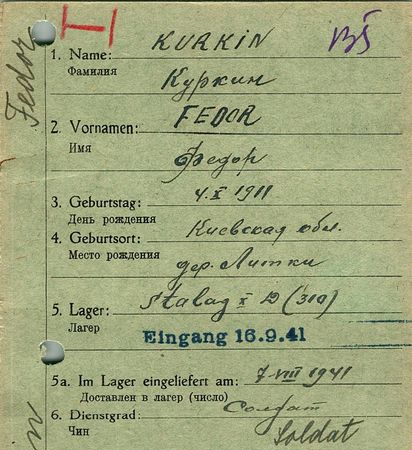 Fedor
1. Name: KURKIN
Фамилия Куркин
2. Vornamen: FEDOR
Имя Федор
3. Geburtstag: 4.X 1911
День рождения
4. Geburtsort: Киевская обл.
Место рождения дер. Литки
5. Lager: Stalag X D (310)
Лагер
Eingang 16.9.41
5a. Im Lager eingeliefert am: 7-VIII 1941
Доставлен в лагер (число)
6. Dienstgrad: Солдат
Чин Soldat